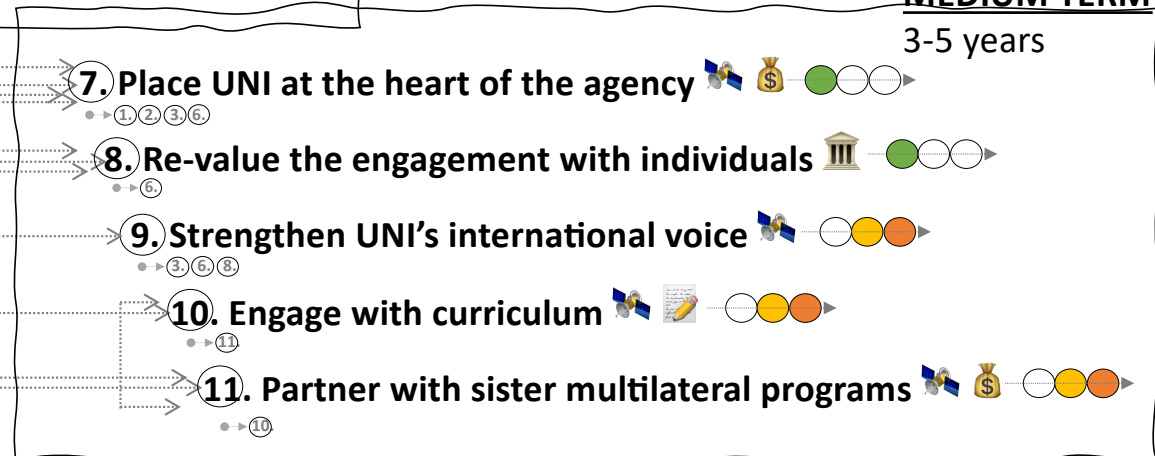 MEDIUM TERM
3-5 years
7. Place UNI at the heart of the agency
1. 2. 3. 6.
8. Re-value the engagement with individuals
6.
9. Strengthen UNI's international voice
3. 6. 8.
10. Engage with curriculum
11.
11. Partner with sister multilateral programs
10.